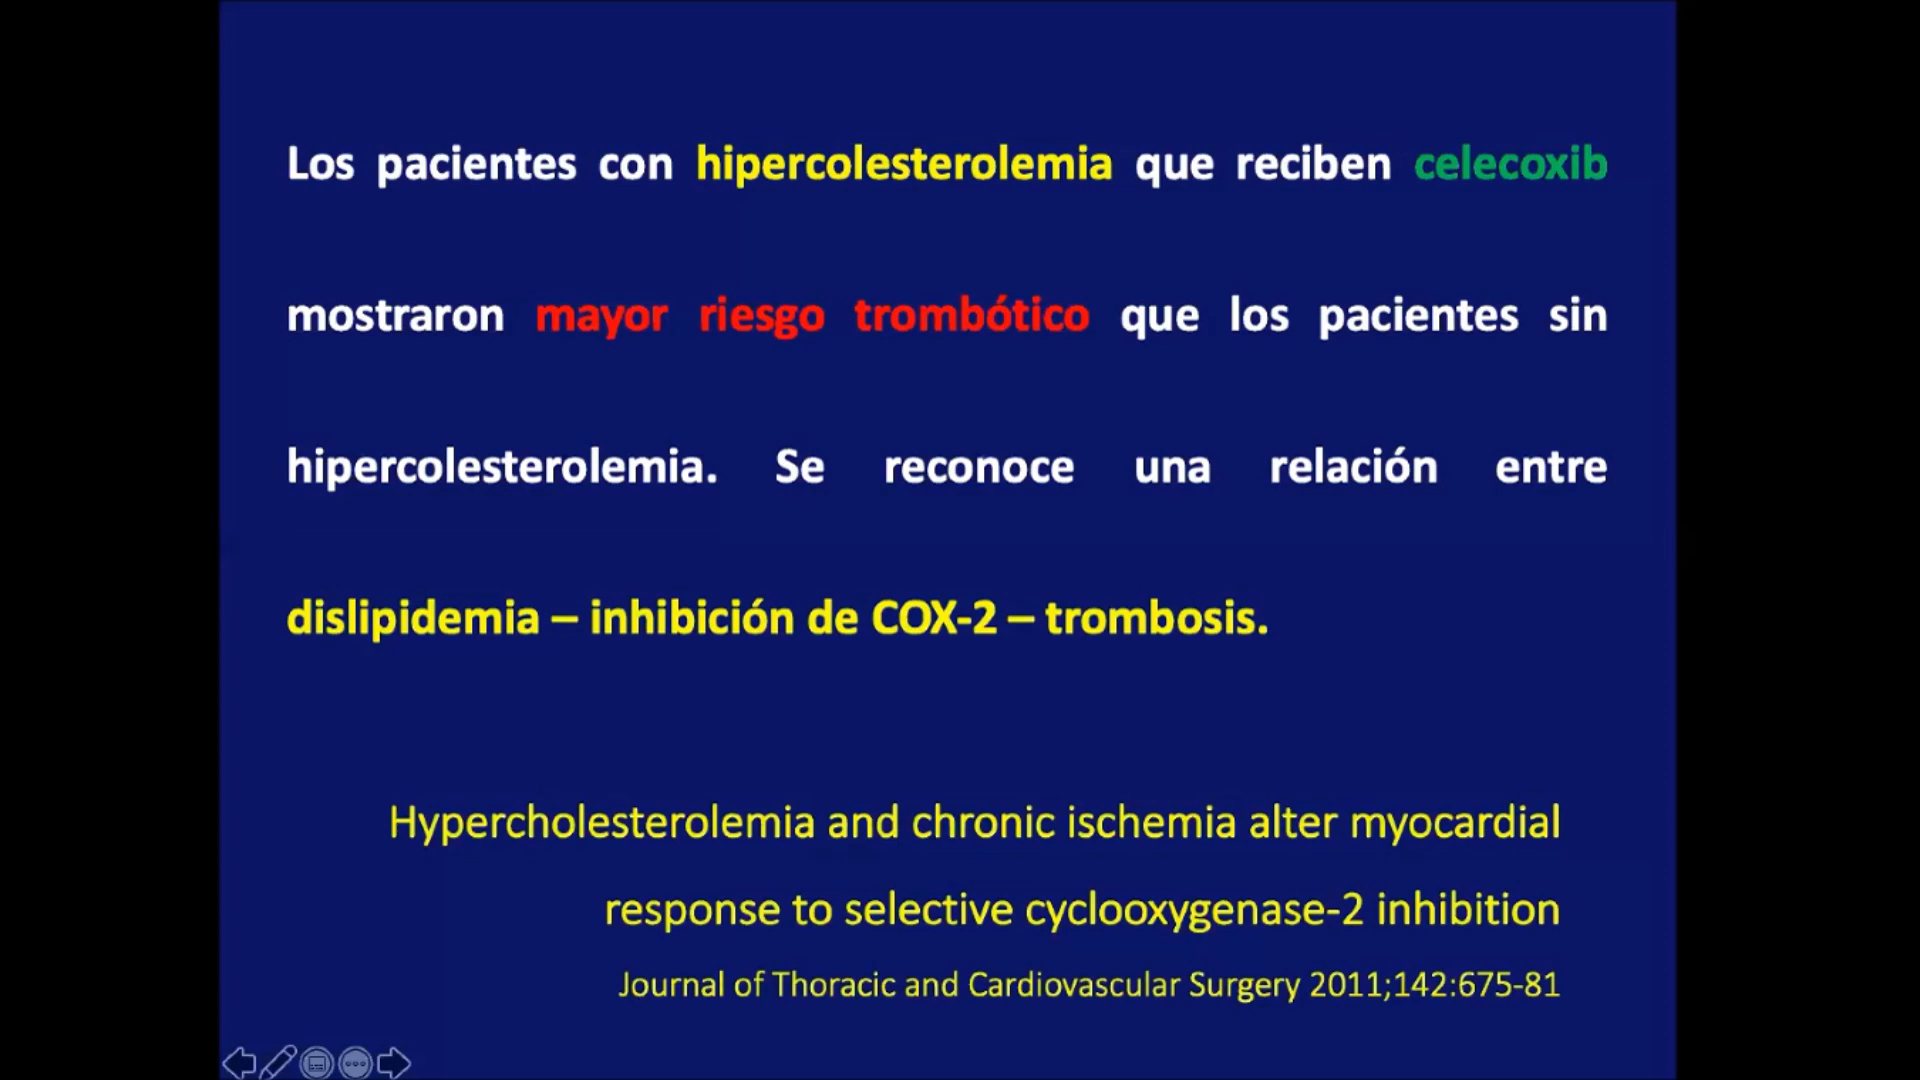 Los pacientes con hipercolesterolemia que reciben celecoxib
mostraron mayor riesgo trombótico que los pacientes sin
hipercolesterolemia. Se reconoce una relación entre
dislipidemia – inhibición de COX-2 – trombosis.
Hypercholesterolemia and chronic ischemia alter myocardial
response to selective cyclooxygenase-2 inhibition
Journal of Thoracic and Cardiovascular Surgery 2011;142:675-81